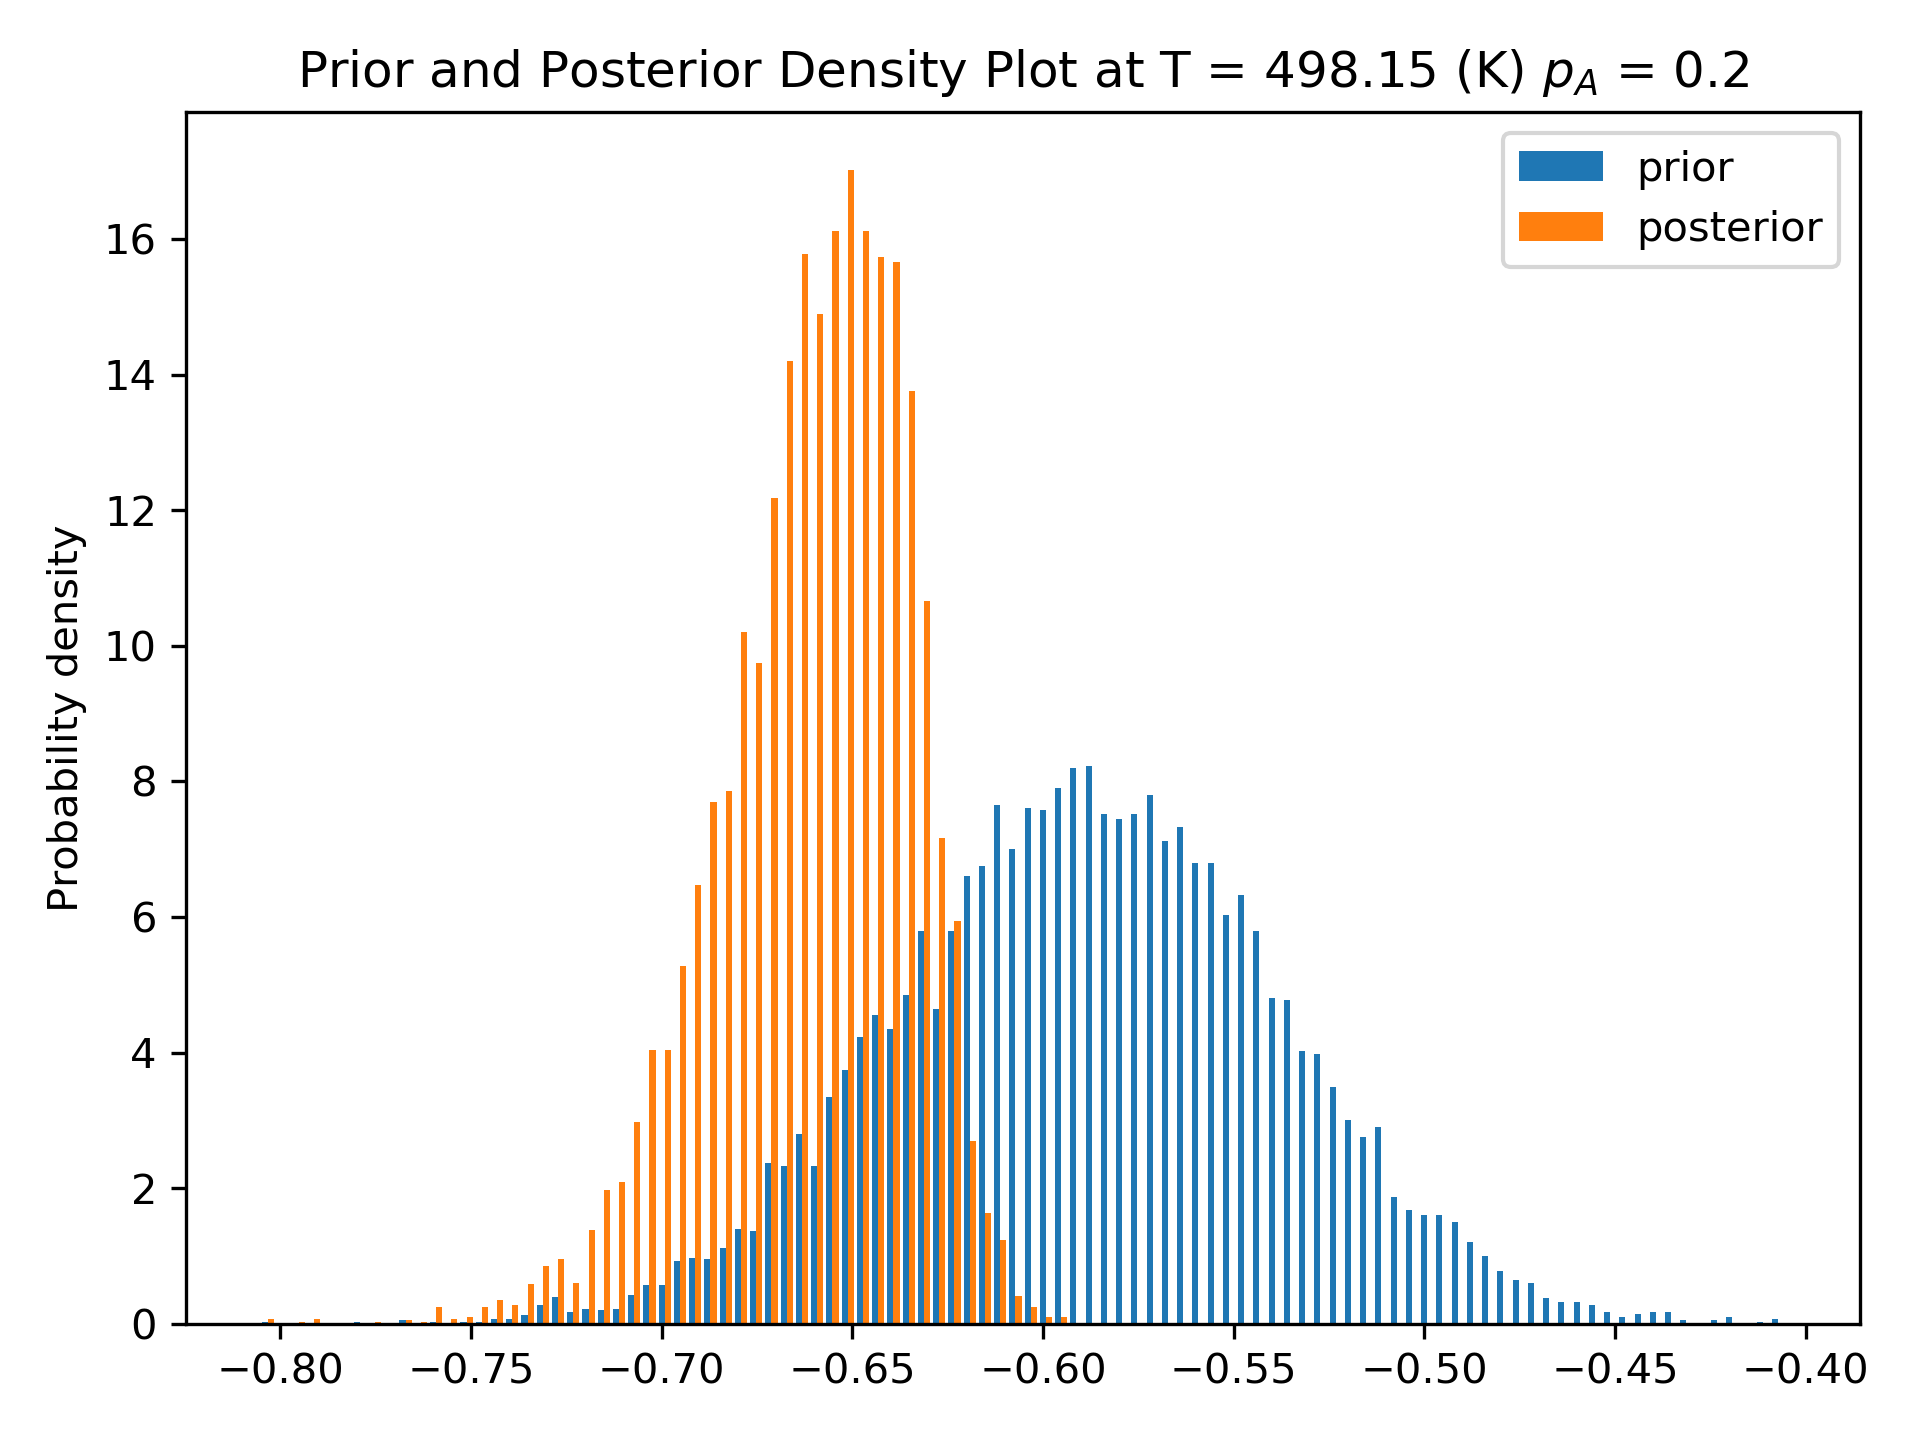 Prior and Posterior Density Plot at T = 498.15 (K) p_A = 0.2
prior
posterior
Probability density
16
14
12
10
8
6
4
2
0
−0.80 −0.75 −0.70 −0.65 −0.60 −0.55 −0.50 −0.45 −0.40